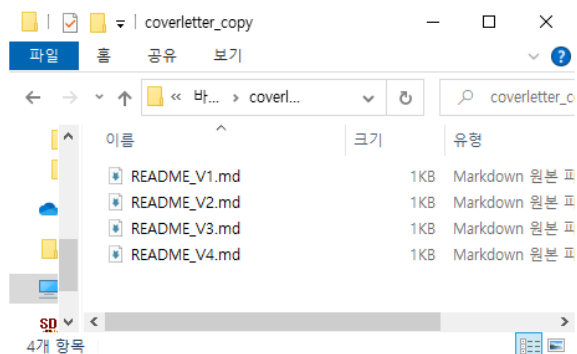 coverletter_copy
파일 홈 공유 보기
« 바... › coverl... coverletter_c
이름 크기 유형
README_V1.md 1KB Markdown 원본 파
README_V2.md 1KB Markdown 원본 파
README_V3.md 1KB Markdown 원본 파
README_V4.md 1KB Markdown 원본 파
SD
4개 항목